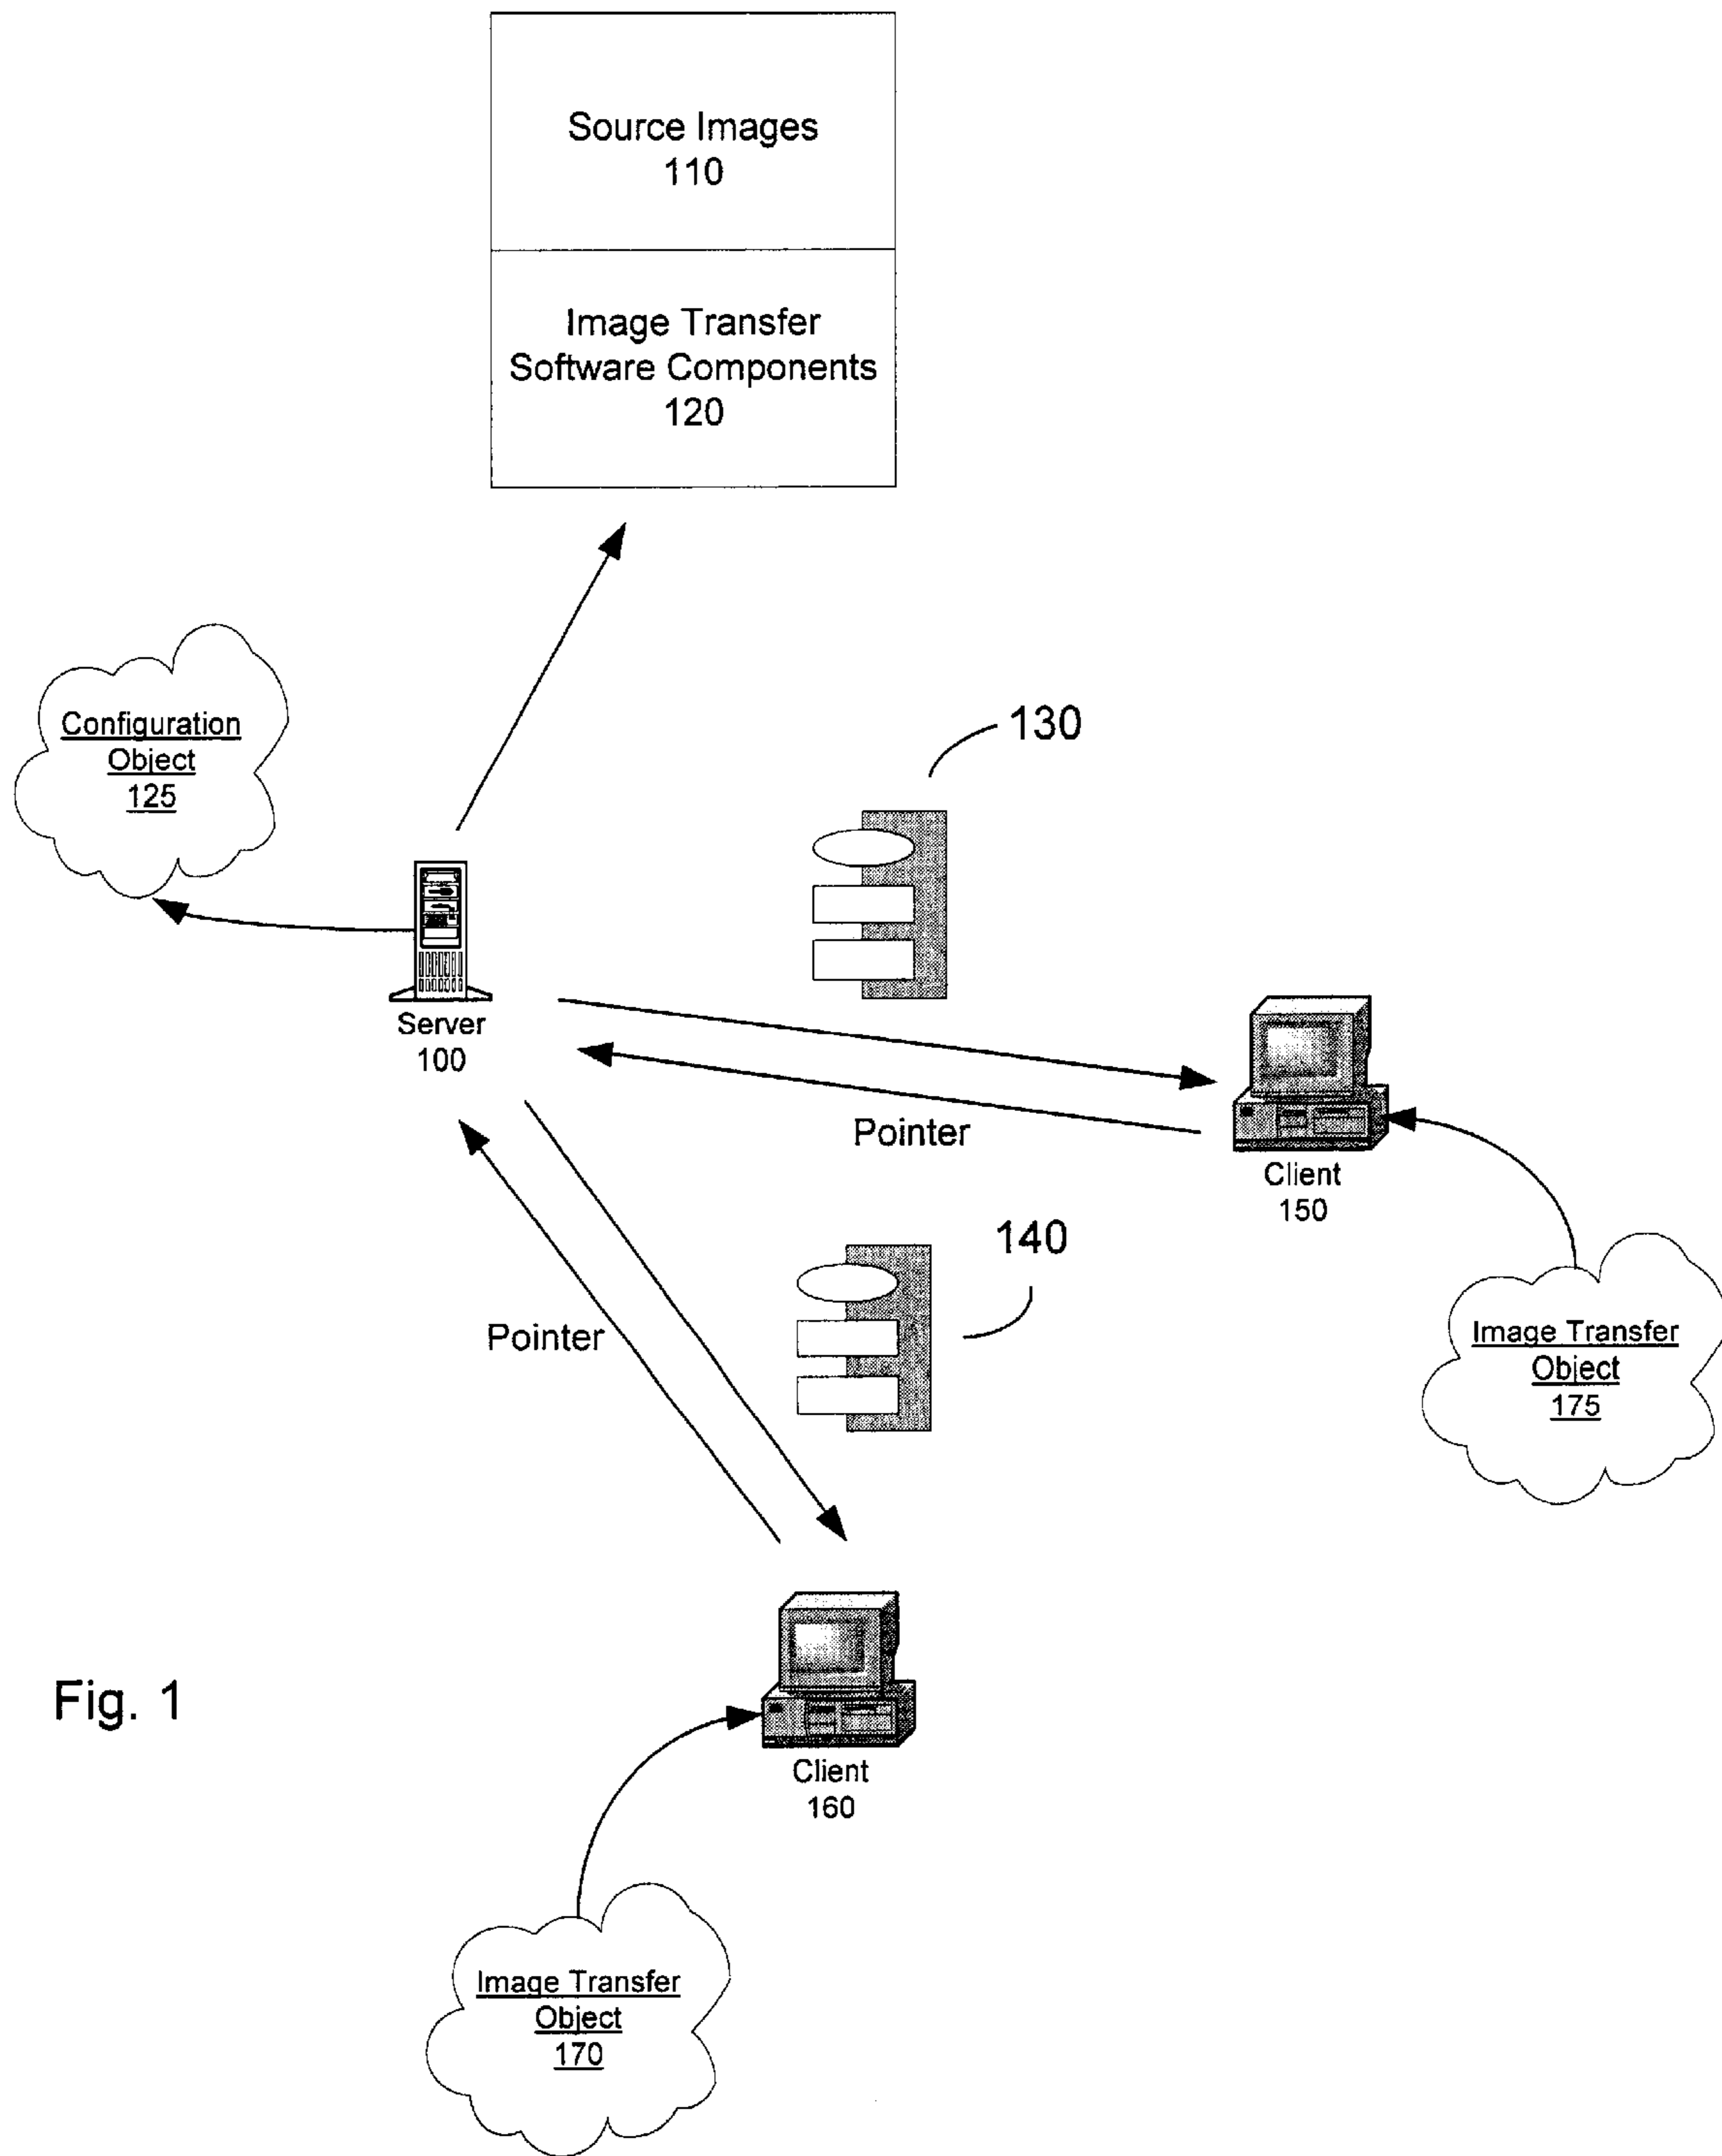 Source Images
110
Image Transfer
Software Components
120
Configuration
Object
125
130
Server
100
Pointer
Client
150
140
Pointer
Image Transfer
Object
175
Fig. 1
Client
160
Image Transfer
Object
170